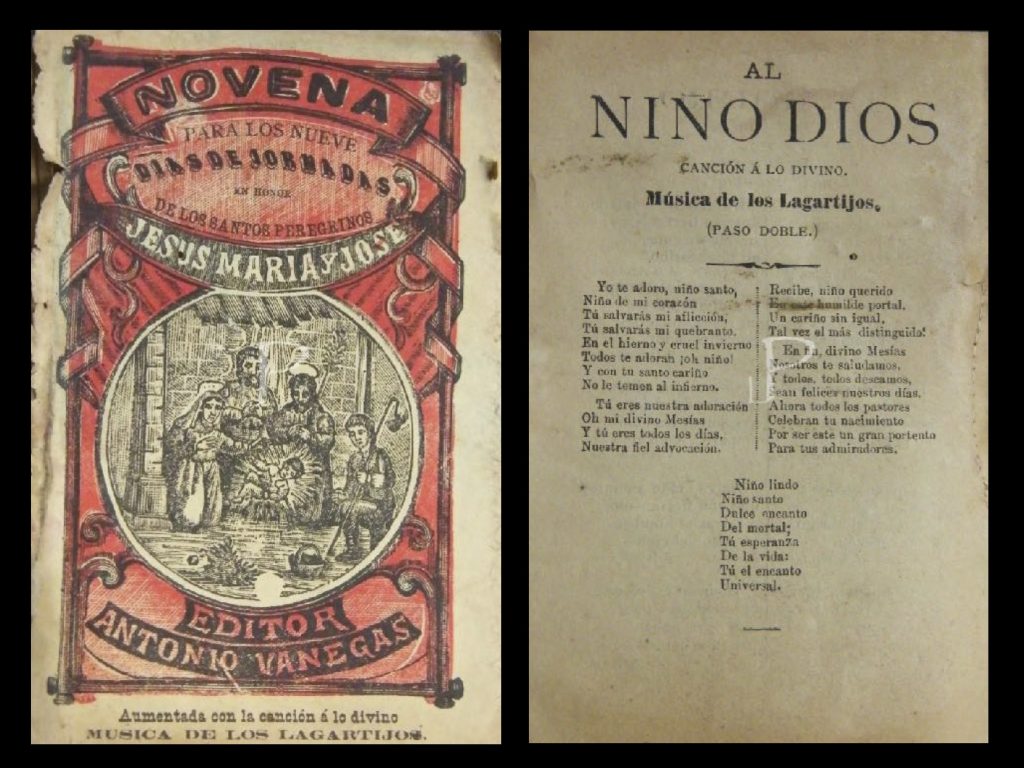 NOVENA
PARA LOS NUEVE
DIAS DE JORNADAS
EN HONOR
DE LOS SANTOS PEREGRINOS
JESUS MARIA Y JOSE
EDITOR
ANTONIO VANEGAS
Aumentada con la canción á lo divino
MUSICA DE LOS LAGARTIJOS.
AL
NIÑO DIOS
CANCIÓN Á LO DIVINO.
Música de los Lagartijos.
(PASO DOBLE.)
Yo te adoro, niño santo,
Niño de mi corazón
Tú salvarás mi aflicción,
Tú salvarás mi quebranto.
En el hierno y cruel invierno
Todos te adoran ¡oh niño!
Y con tu santo cariño
No le temen al infierno.
Tú eres nuestra adoración
Oh mi divino Mesías
Y tú eres todos los días,
Nuestra fiel advocación.
Recibe, niño querido
En este humilde portal,
Un cariño sin igual,
Tal vez el más distinguido!
En fin, divino Mesías
Nosotros te saludamos,
Y todos, todos deseamos,
Sean felices nuestros días.
Ahora todos los pastores
Celebran tu nacimiento
Por ser este un gran portento
Para tus admiradores.
Niño lindo
Niño santo
Dulce encanto
Del mortal;
Tú esperanza
De la vida:
Tú el encanto
Universal.